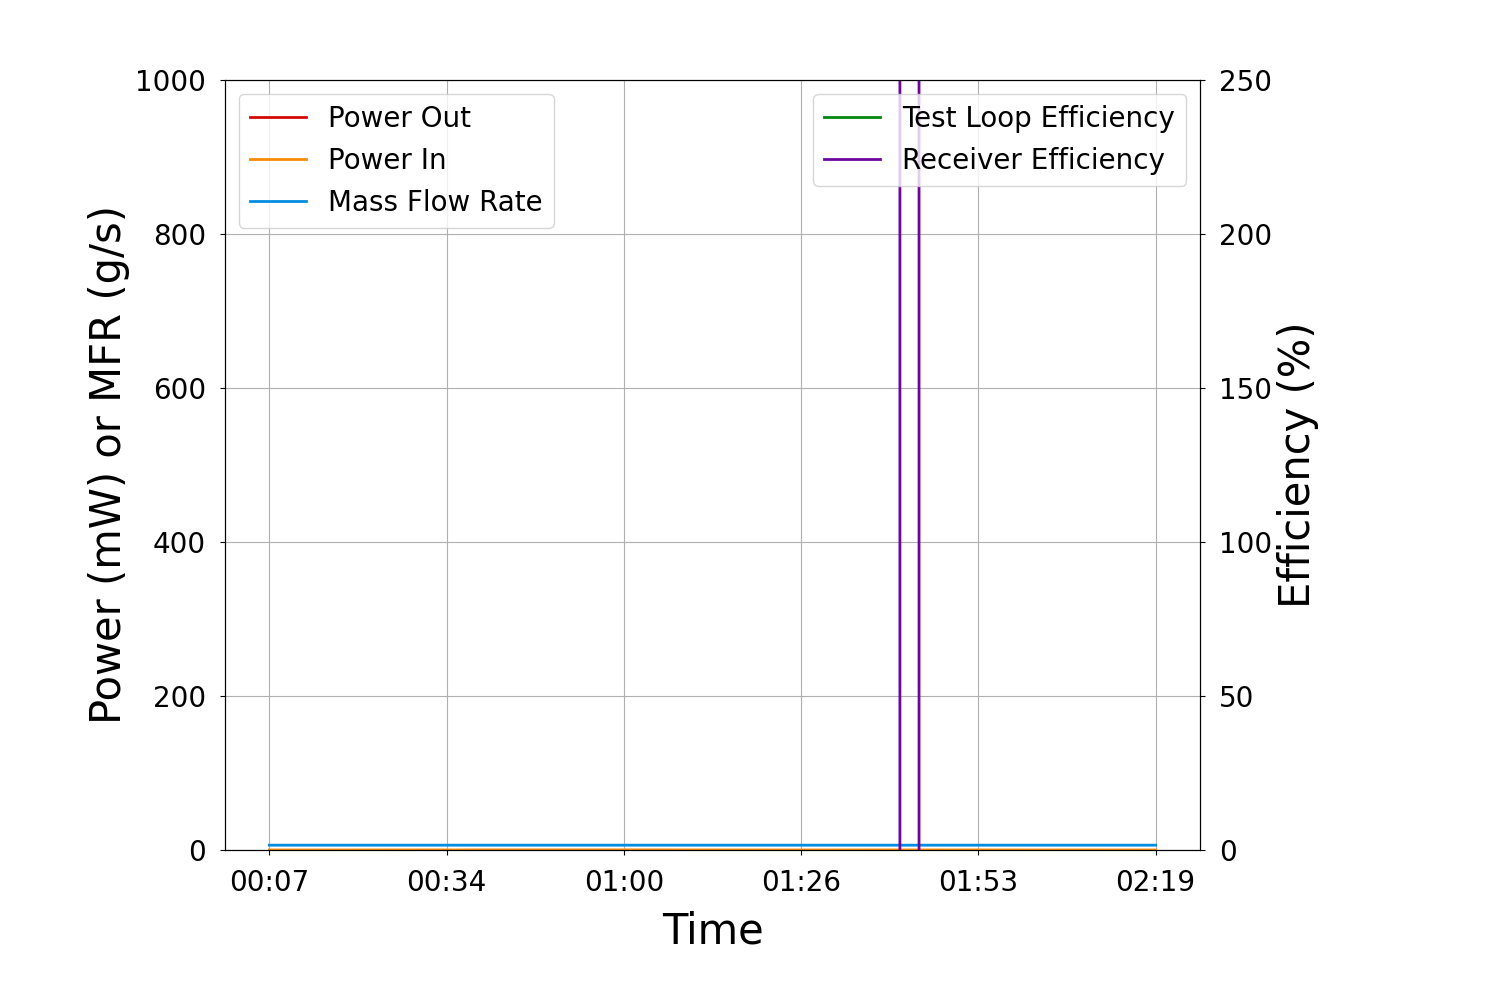 Power (mW) or MFR (g/s)
1000
800
600
400
200
0
Power Out
Power In
Mass Flow Rate
Test Loop Efficiency
Receiver Efficiency
250
200
150
100
50
0
Efficiency (%)
00:07 00:34 01:00 01:26 01:53 02:19
Time